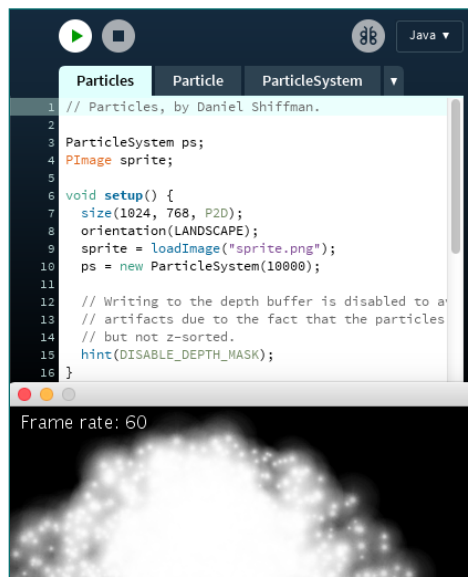 Java ▼
Particles Particle ParticleSystem ▼
1 // Particles, by Daniel Shiffman.
2
3 ParticleSystem ps;
4 PImage sprite;
5
6 void setup() {
7 size(1024, 768, P2D);
8 orientation(LANDSCAPE);
9 sprite = loadImage("sprite.png");
10 ps = new ParticleSystem(10000);
11
12 // Writing to the depth buffer is disabled to a
13 // artifacts due to the fact that the particles
14 // but not z-sorted.
15 hint(DISABLE_DEPTH_MASK);
16 }
Frame rate: 60